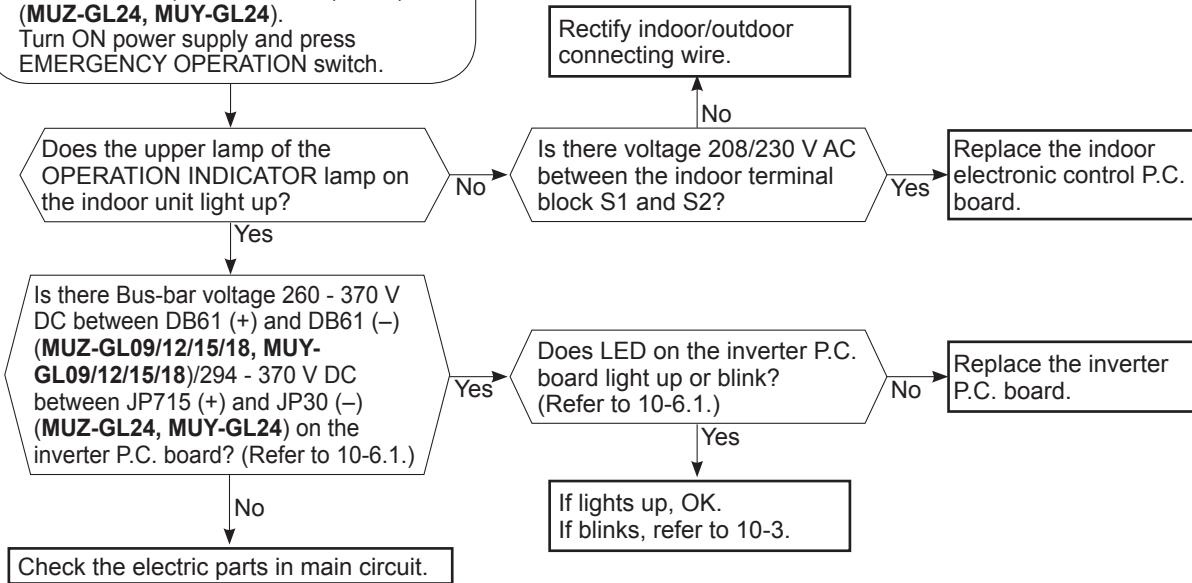 (MUZ-GL24, MUY-GL24).
Turn ON power supply and press
EMERGENCY OPERATION switch.
Rectify indoor/outdoor
connecting wire.
No
Does the upper lamp of the
OPERATION INDICATOR lamp on
the indoor unit light up?
No
Is there voltage 208/230 V AC
between the indoor terminal
block S1 and S2?
Yes
Replace the indoor
electronic control P.C.
board.
Yes
Is there Bus-bar voltage 260 - 370 V
DC between DB61 (+) and DB61 (–)
(MUZ-GL09/12/15/18, MUY-
GL09/12/15/18)/294 - 370 V DC
between JP715 (+) and JP30 (–)
(MUZ-GL24, MUY-GL24) on the
inverter P.C. board? (Refer to 10-6.1.)
Yes
Does LED on the inverter P.C.
board light up or blink?
(Refer to 10-6.1.)
No
Replace the inverter
P.C. board.
Yes
If lights up, OK.
If blinks, refer to 10-3.
No
Check the electric parts in main circuit.